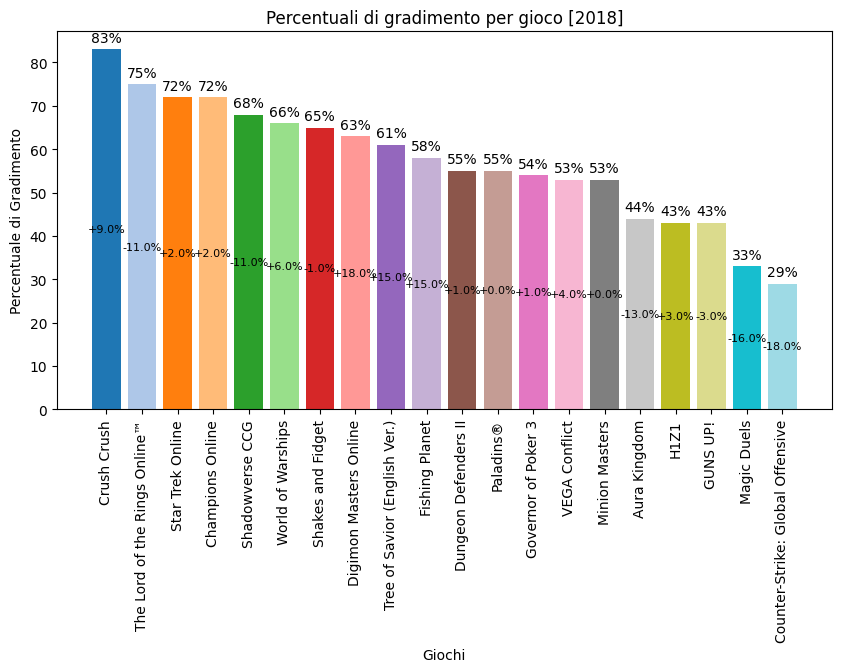 Percentuali di gradimento per gioco [2018]
Percentuale di Gradimento
80
70
60
50
40
30
20
10
0
83%
75%
72%
72%
68%
66%
65%
63%
61%
58%
55%
55%
54%
53%
53%
44%
43%
43%
33%
29%
+9.0%
-11.0%
+2.0%
+2.0%
-11.0%
+6.0%
-1.0%
+18.0%
+15.0%
+15.0%
+1.0%
+0.0%
+1.0%
+4.0%
+0.0%
-13.0%
+3.0%
-3.0%
-16.0%
-18.0%
Crush Crush
The Lord of the Rings Online™
Star Trek Online
Champions Online
Shadowverse CCG
World of Warships
Shakes and Fidget
Digimon Masters Online
Tree of Savior (English Ver.)
Fishing Planet
Dungeon Defenders II
Paladins®
Governor of Poker 3
VEGA Conflict
Minion Masters
Aura Kingdom
H1Z1
GUNS UP!
Magic Duels
Counter-Strike: Global Offensive
Giochi